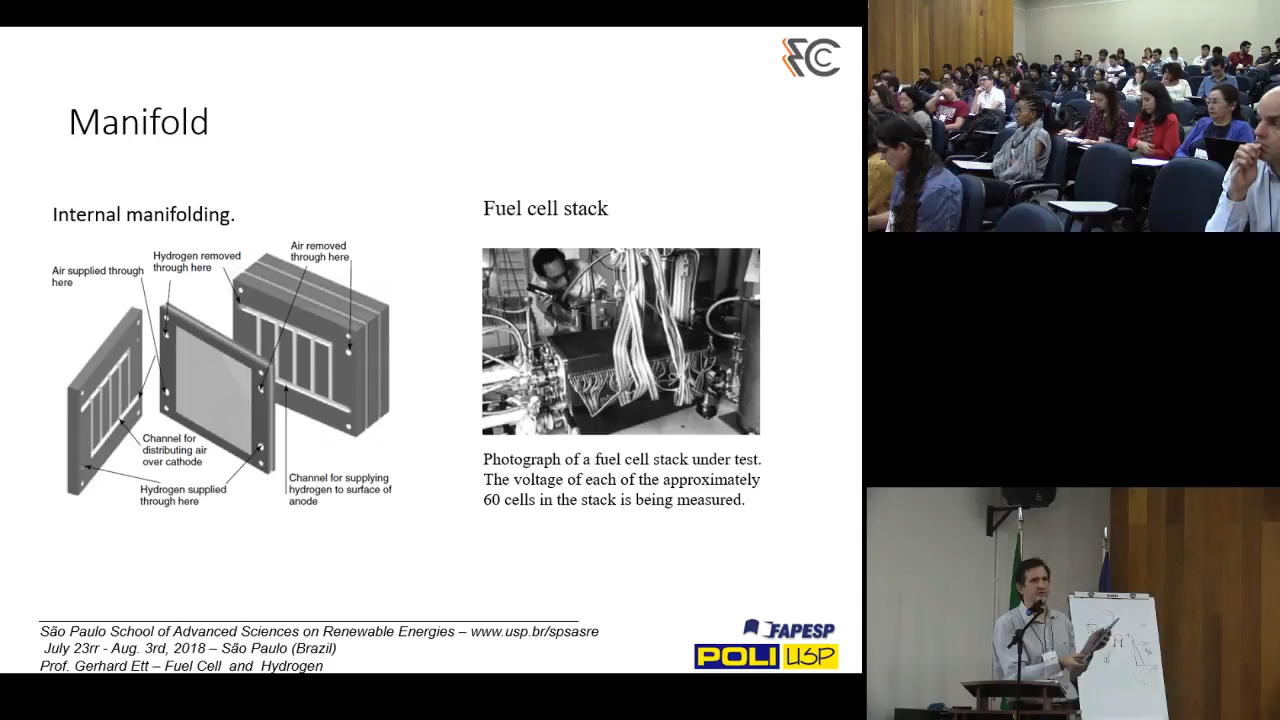 FC
Manifold
Internal manifolding.
Air supplied through
here
Hydrogen removed
through here
Air removed
through here
Channel for
distributing air
over cathode
Hydrogen supplied
through here
Channel for supplying
hydrogen to surface of
anode
Fuel cell stack
Photograph of a fuel cell stack under test.
The voltage of each of the approximately
60 cells in the stack is being measured.
São Paulo School of Advanced Sciences on Renewable Energies – www.usp.br/spsasre
July 23rr - Aug. 3rd, 2018 – São Paulo (Brazil)
Prof. Gerhard Ett – Fuel Cell and Hydrogen
FAPESP
POLI USP